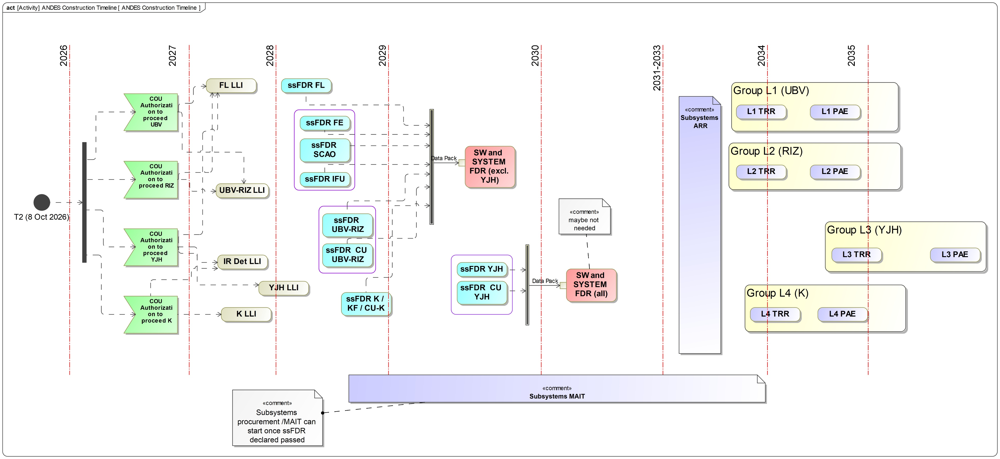 act [Activity] ANDES Construction Timeline [ ANDES Construction Timeline ]
2026
2027
2028
2029
2030
2031-2033
2034
2035
T2 (8 Oct 2026)
COU
Authorizati
on to
proceed
UBV
COU
Authorizati
on to
proceed RIZ
COU
Authorizati
on to
proceed
YJH
COU
Authorizati
on to
proceed K
FL LLI
UBV-RIZ LLI
IR Det LLI
YJH LLI
K LLI
ssFDR FL
ssFDR FE
ssFDR
SCAO
ssFDR IFU
ssFDR
UBV-RIZ
ssFDR CU
UBV-RIZ
ssFDR K /
KF / CU-K
Data Pack
SW and
SYSTEM
FDR (excl.
YJH)
ssFDR YJH
ssFDR CU
YJH
Data Pack
«comment»
maybe not
needed
SW and
SYSTEM
FDR (all)
«comment»
Subsystems
ARR
Group L1 (UBV)
L1 TRR
L1 PAE
Group L2 (RIZ)
L2 TRR
L2 PAE
Group L3 (YJH)
L3 TRR
L3 PAE
Group L4 (K)
L4 TRR
L4 PAE
«comment»
Subsystems MAIT
«comment»
Subsystems
procurement /MAIT can
start once ssFDR
declared passed